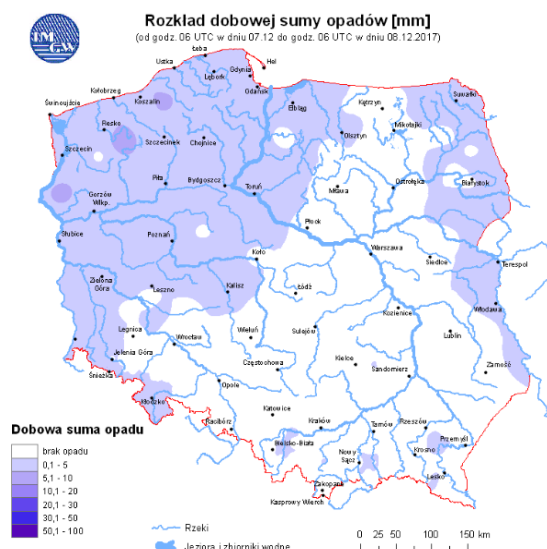 IM
GW
Rozkład dobowej sumy opadów [mm]
(od godz. 06 UTC w dniu 07.12 do godz. 06 UTC w dniu 08.12.2017)
Łeba
Ustka
Hel
Gdynia
Lębork
Gdańsk
Kołobrzeg
Koszalin
Świnoujście
Elbląg
Kętrzyn
Suwałki
Resko
Mikołajki
Olsztyn
Szczecinek
Chojnice
Szczecin
Piła
Bydgoszcz
Toruń
Mława
Ostrołęka
Białystok
Gorzów
Wlkp.
Płock
Słubice
Poznań
Koło
Warszawa
Siedlce
Terespol
Zielona
Góra
Leszno
Kalisz
Łódź
Kozienice
Włodawa
Legnica
Wrocław
Wieluń
Sulejów
Lublin
Jelenia Góra
Kielce
Śnieżka
Częstochowa
Sandomierz
Zamość
Opole
Kłodzko
Katowice
Racibórz
Kraków
Tarnów
Rzeszów
Bielsko-Biała
Przemyśl
Nowy
Sącz
Krosno
Lesko
Zakopane
Kasprowy Wierch
Dobowa suma opadu
brak opadu
0,1 - 5
5,1 - 10
10,1 - 20
20,1 - 30
30,1 - 50
50,1 - 100
Rzeki
Jeziora i zbiorniki wodne
0 25 50 100 150 km